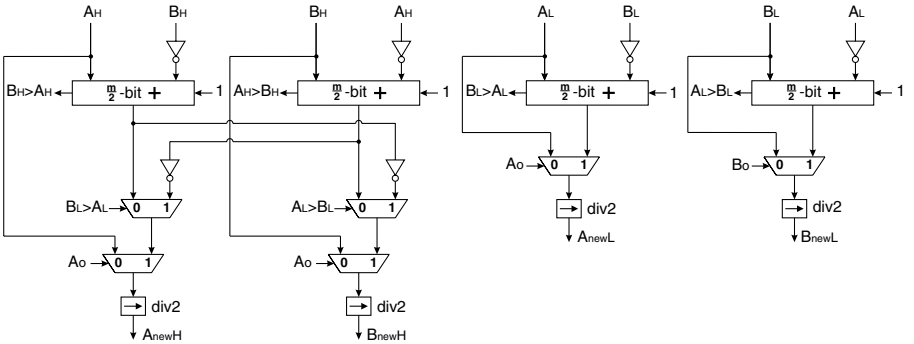 AH BH BH AH AL BL BL AL
BH>AH m/2 -bit + 1 AH>BH m/2 -bit + 1 BL>AL m/2 -bit + 1 AL>BL m/2 -bit + 1
Ao 0 1 Bo 0 1
BL>AL 0 1 AL>BL 0 1 div2 div2
AnewL BnewL
Ao 0 1 Ao 0 1
div2 div2
AnewH BnewH